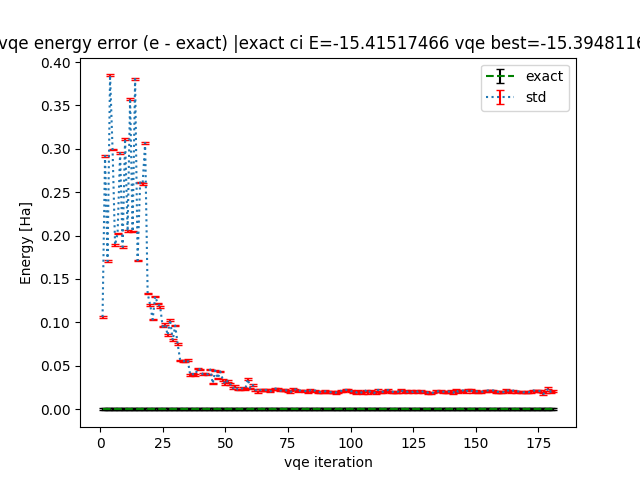 vqe energy error (e - exact) |exact ci E=-15.41517466 vqe best=-15.3948116
exact
std
0.40
0.35
0.30
0.25
0.20
0.15
0.10
0.05
0.00
Energy [Ha]
0 25 50 75 100 125 150 175
vqe iteration